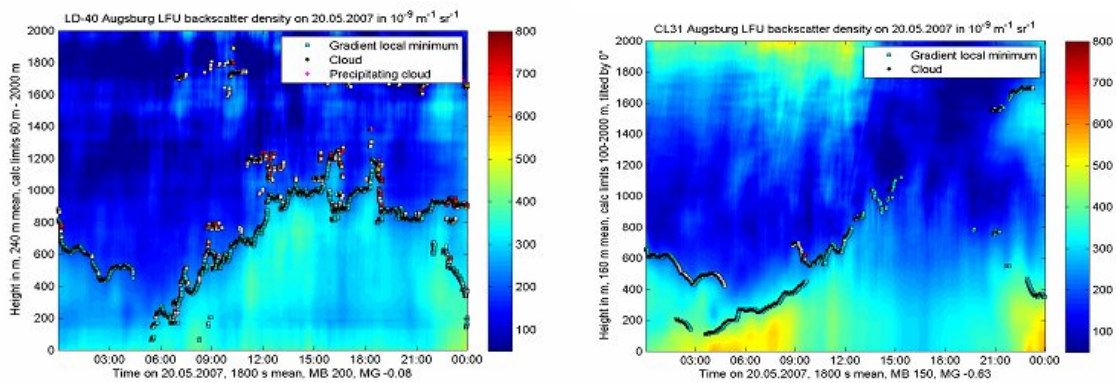 LD-40 Augsburg LFU backscatter density on 20.05.2007 in 10⁻⁹ m⁻¹ sr⁻¹
2000
1800
1600
1400
1200
1000
800
600
400
200
0
Height in m, 240 m mean, calc limits 60 m - 2000 m
Gradient local minimum
Cloud
Precipitating cloud
03:00 06:00 09:00 12:00 15:00 18:00 21:00 00:00
Time on 20.05.2007, 1800 s mean, MB 200, MG -0.08
800
700
600
500
400
300
200
100
CL31 Augsburg LFU backscatter density on 20.05.2007 in 10⁻⁹ m⁻¹ sr⁻¹
2000
1800
1600
1400
1200
1000
800
600
400
200
0
Height in m, 160 m mean, calc limits 100-2000 m, tilted by 0°
Gradient local minimum
Cloud
03:00 06:00 09:00 12:00 15:00 18:00 21:00 00:00
Time on 20.05.2007, 1800 s mean, MB 150, MG -0.63
800
700
600
500
400
300
200
100